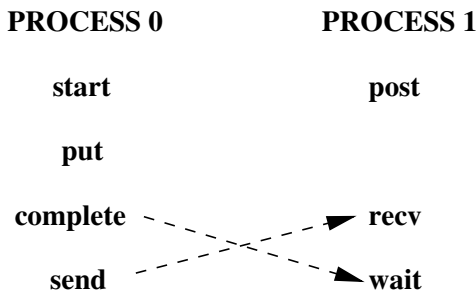 PROCESS 0 PROCESS 1
start post
put
complete recv
send wait